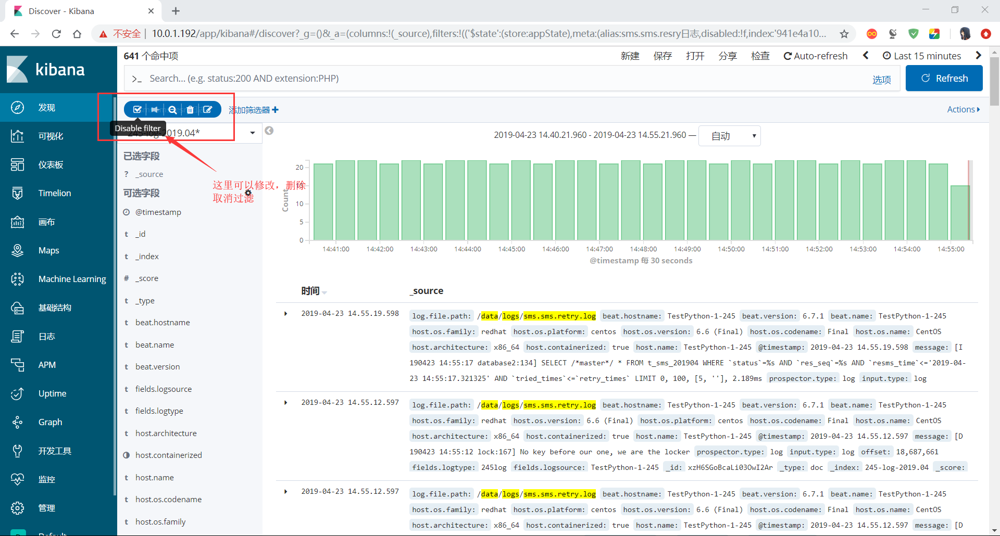 Discover - Kibana
不安全 | 10.0.1.192/app/kibana#/discover?_g=()&_a=(columns:!(_source),filters:!(('$state':(store:appState),meta:(alias:sms.sms.resry日志,disabled:!f,index:'941e4a10...
kibana
641 个命中项
新建 保存 打开 分享 检查 Auto-refresh Last 15 minutes
>_ Search... (e.g. status:200 AND extension:PHP) 选项 Refresh
添加筛选器 + Actions
Disable filter
245-log-2019.04*
发现
可视化
仪表板
Timelion
画布
Maps
Machine Learning
基础结构
日志
APM
Uptime
Graph
开发工具
监控
管理
Default
已选字段
? _source
可选字段
@timestamp
t _id
t _index
# _score
t _type
t beat.hostname
t beat.name
t beat.version
t fields.logsource
t fields.logtype
t host.architecture
host.containerized
t host.name
t host.os.codename
t host.os.family
这里可以修改，删除
取消过滤
2019-04-23 14.40.21.960 - 2019-04-23 14.55.21.960 — 自动
Count
20
10
5
0
14:41:00 14:42:00 14:43:00 14:44:00 14:45:00 14:46:00 14:47:00 14:48:00 14:49:00 14:50:00 14:51:00 14:52:00 14:53:00 14:54:00 14:55:00
@timestamp 每 30 seconds
时间 _source
2019-04-23 14.55.19.598 log.file.path: /data/logs/sms.sms.retry.log beat.hostname: TestPython-1-245 beat.version: 6.7.1 beat.name: TestPython-1-245
host.os.family: redhat host.os.platform: centos host.os.version: 6.6 (Final) host.os.codename: Final host.os.name: CentOS
host.architecture: x86_64 host.containerized: true host.name: TestPython-1-245 @timestamp: 2019-04-23 14.55.19.598 message: [I
190423 14:55:17 database2:134] SELECT /*master*/ * FROM t_sms_201904 WHERE `status`=%s AND `res_seq`=%s AND `resms_time`<='2019-04-
23 14:55:17.321325' AND `tried_times`<=`retry_times` LIMIT 0, 100, [5, ''], 2.189ms prospector.type: log input.type: log
2019-04-23 14.55.12.597 log.file.path: /data/logs/sms.sms.retry.log beat.hostname: TestPython-1-245 beat.version: 6.7.1 beat.name: TestPython-1-245
host.os.family: redhat host.os.version: 6.6 (Final) host.os.platform: centos host.os.codename: Final host.os.name: CentOS
host.architecture: x86_64 host.containerized: true host.name: TestPython-1-245 @timestamp: 2019-04-23 14.55.12.597 message: [D
190423 14:55:12 lock:167] No key before our one, we are the locker prospector.type: log input.type: log offset: 18,687,661
fields.logtype: 245log fields.logsource: TestPython-1-245 _id: xzH6SGoBcaLi03OwI2Ar _type: doc _index: 245-log-2019.04 _score:
2019-04-23 14.55.12.597 log.file.path: /data/logs/sms.sms.retry.log beat.hostname: TestPython-1-245 beat.version: 6.7.1 beat.name: TestPython-1-245
host.os.family: redhat host.os.platform: centos host.os.version: 6.6 (Final) host.os.codename: Final host.os.name: CentOS
host.architecture: x86_64 host.containerized: true host.name: TestPython-1-245 @timestamp: 2019-04-23 14.55.12.597 message: [D